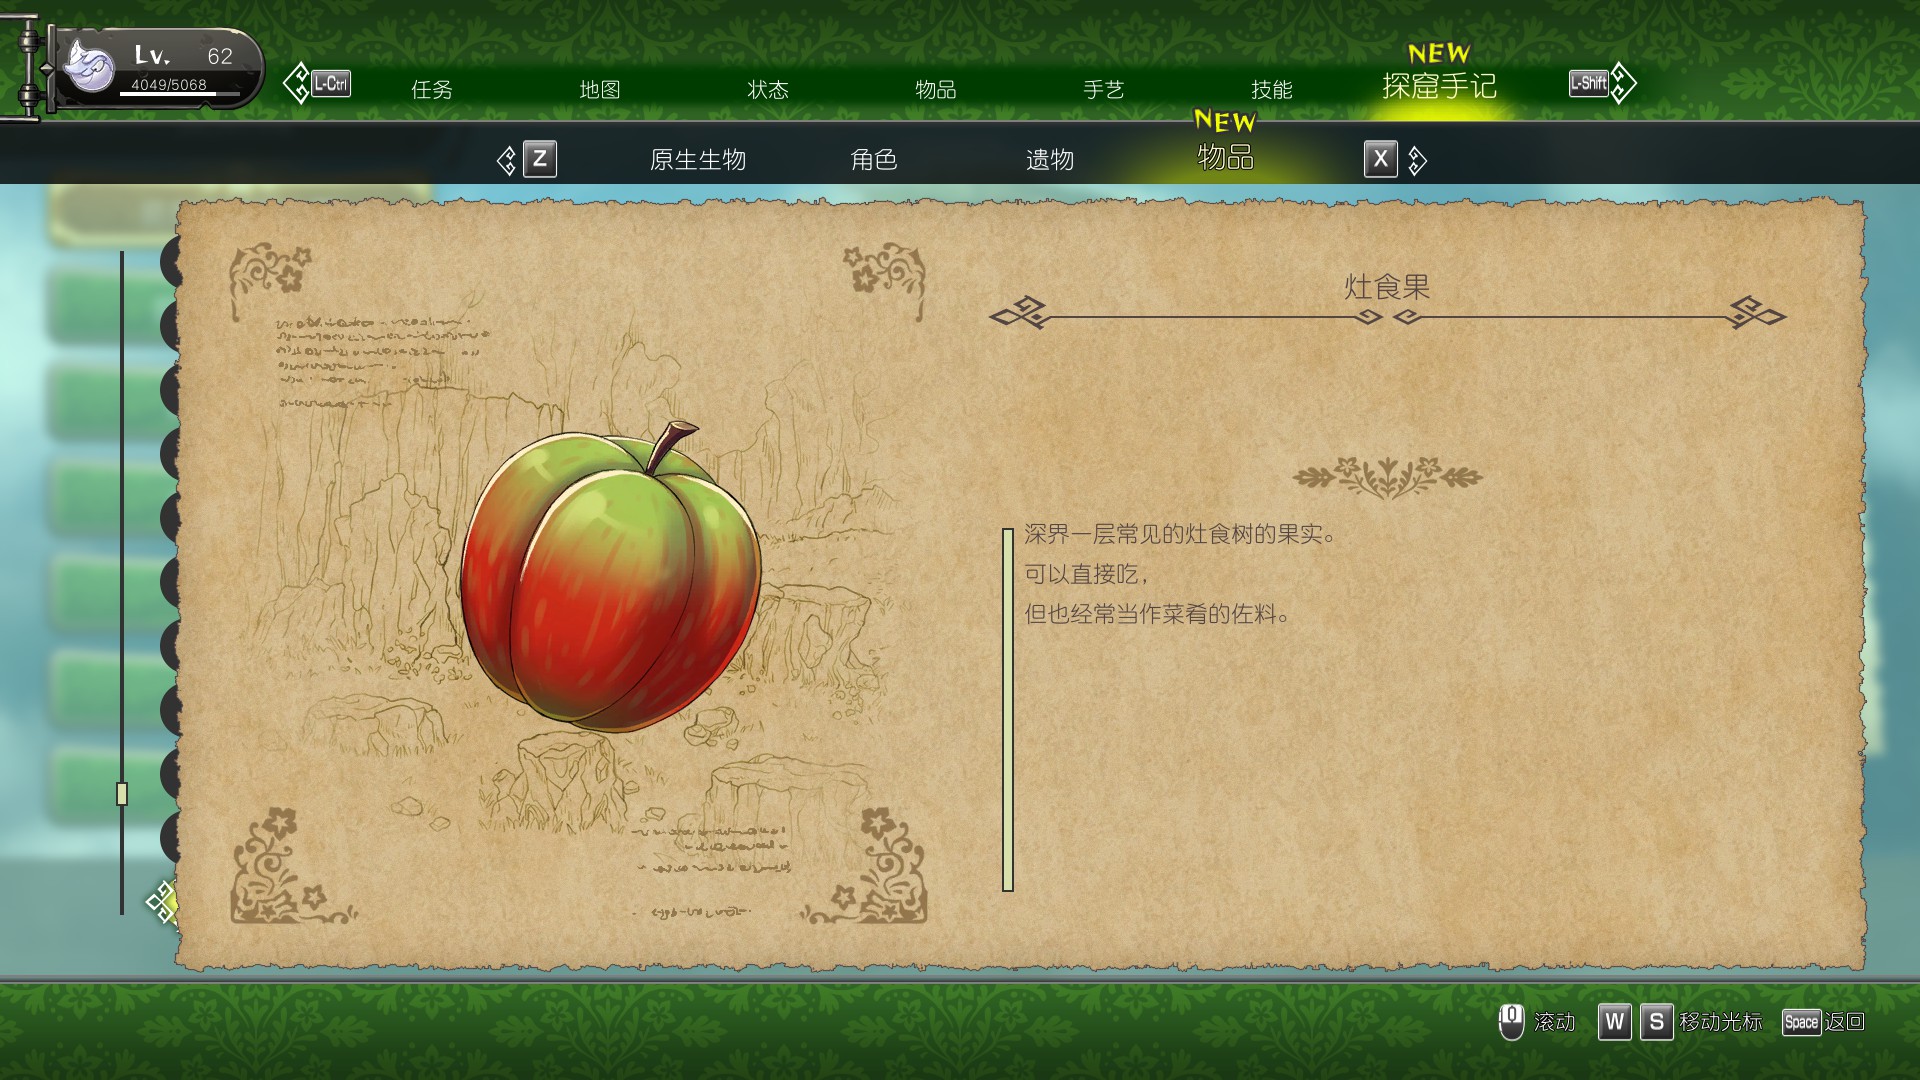 Lv. 62
4049/5068
L-Ctrl
任务
地图
状态
物品
手艺
技能
NEW
探窟手记
L-Shift
Z
原生生物
角色
遗物
NEW
物品
X
灶食果
深界一层常见的灶食树的果实。
可以直接吃，
但也经常当作菜肴的佐料。
滚动
W S 移动光标
Space 返回